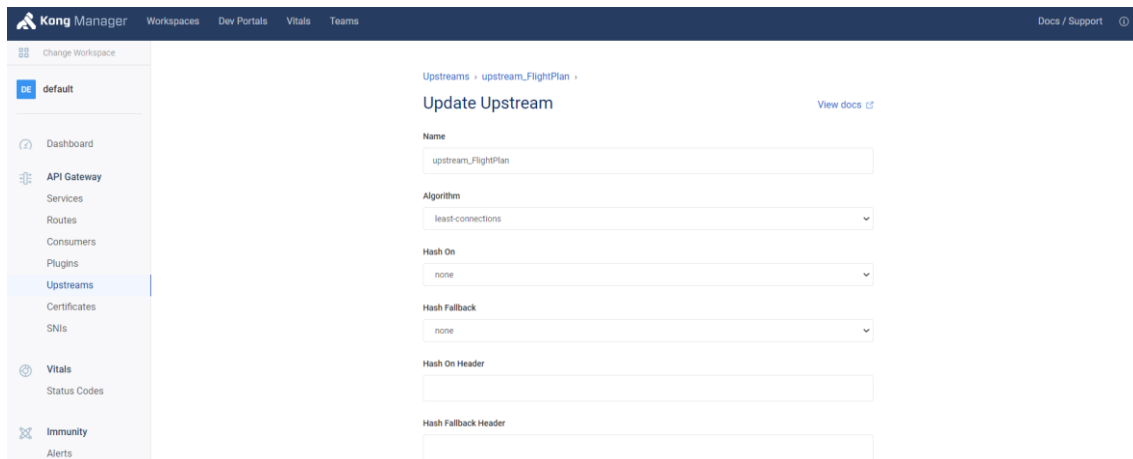 Kong Manager Workspaces Dev Portals Vitals Teams Docs / Support
Change Workspace
DE default
Dashboard
API Gateway
Services
Routes
Consumers
Plugins
Upstreams
Certificates
SNIs
Vitals
Status Codes
Immunity
Alerts
Upstreams › upstream_FlightPlan ›
Update Upstream
View docs
Name
upstream_FlightPlan
Algorithm
least-connections
Hash On
none
Hash Fallback
none
Hash On Header
Hash Fallback Header